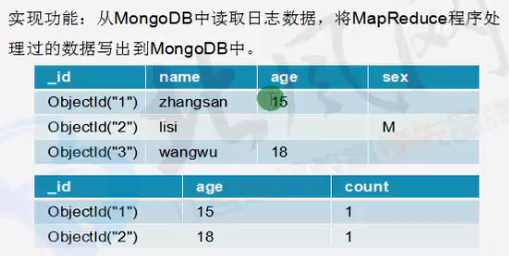 实现功能：从MongoDB中读取日志数据，将MapReduce程序处
理过的数据写出到MongoDB中。
_id name age sex
ObjectId("1") zhangsan 15
ObjectId("2") lisi M
ObjectId("3") wangwu 18
_id age count
ObjectId("1") 15 1
ObjectId("2") 18 1